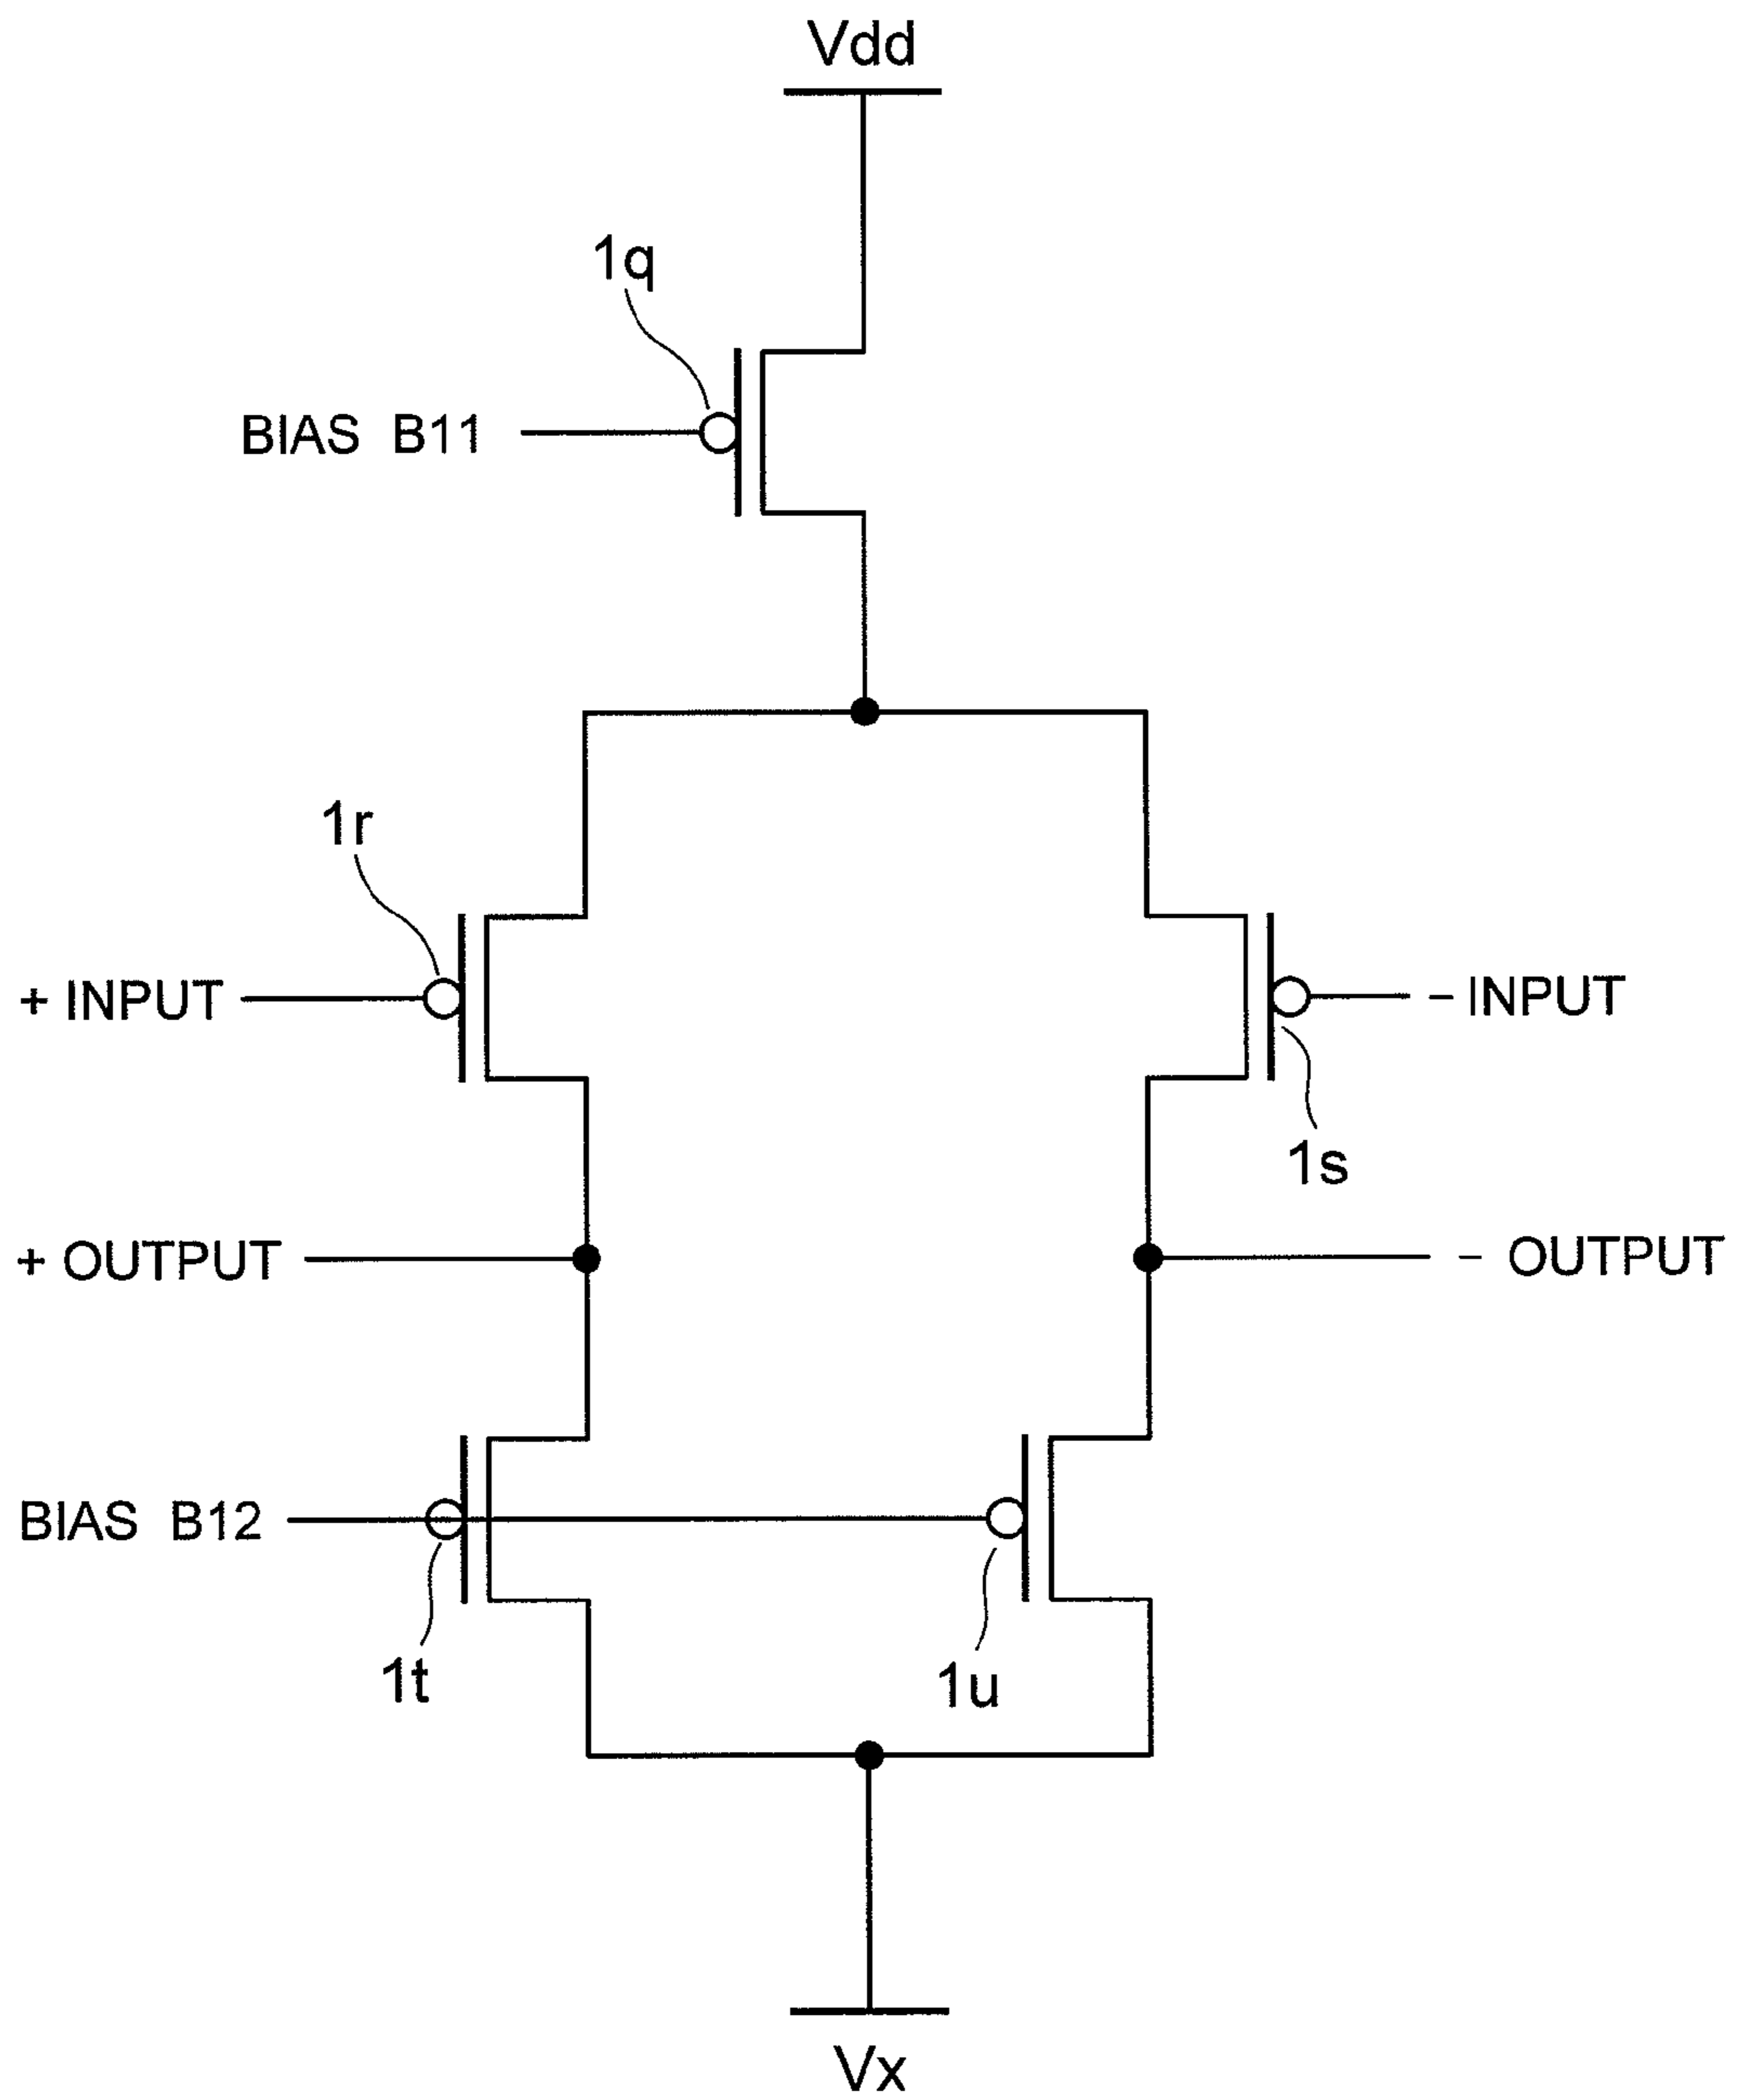 Vdd
1q
BIAS B11
1r
+ INPUT
– INPUT
1s
+ OUTPUT
– OUTPUT
BIAS B12
1t
1u
Vx